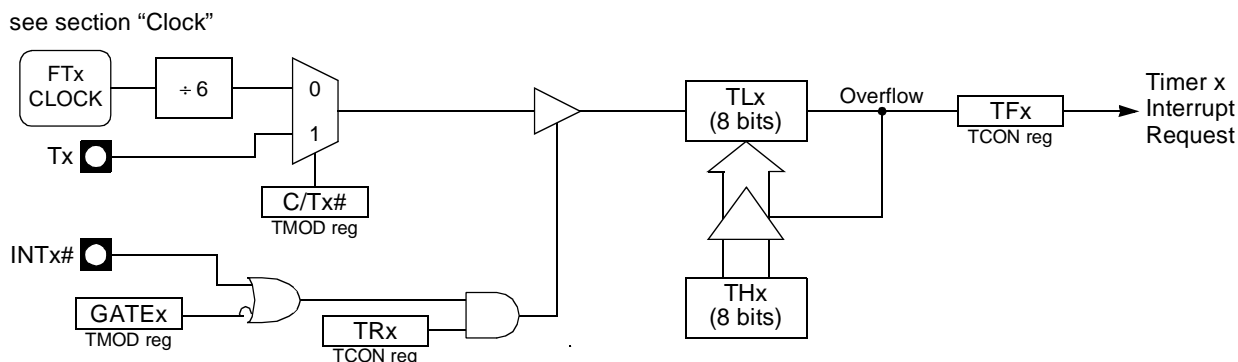 see section “Clock”
FTx
CLOCK
÷ 6
0
1
Tx
C/Tx#
TMOD reg
INTx#
GATEx
TMOD reg
TRx
TCON reg
TLx
(8 bits)
Overflow
TFx
TCON reg
Timer x
Interrupt
Request
THx
(8 bits)